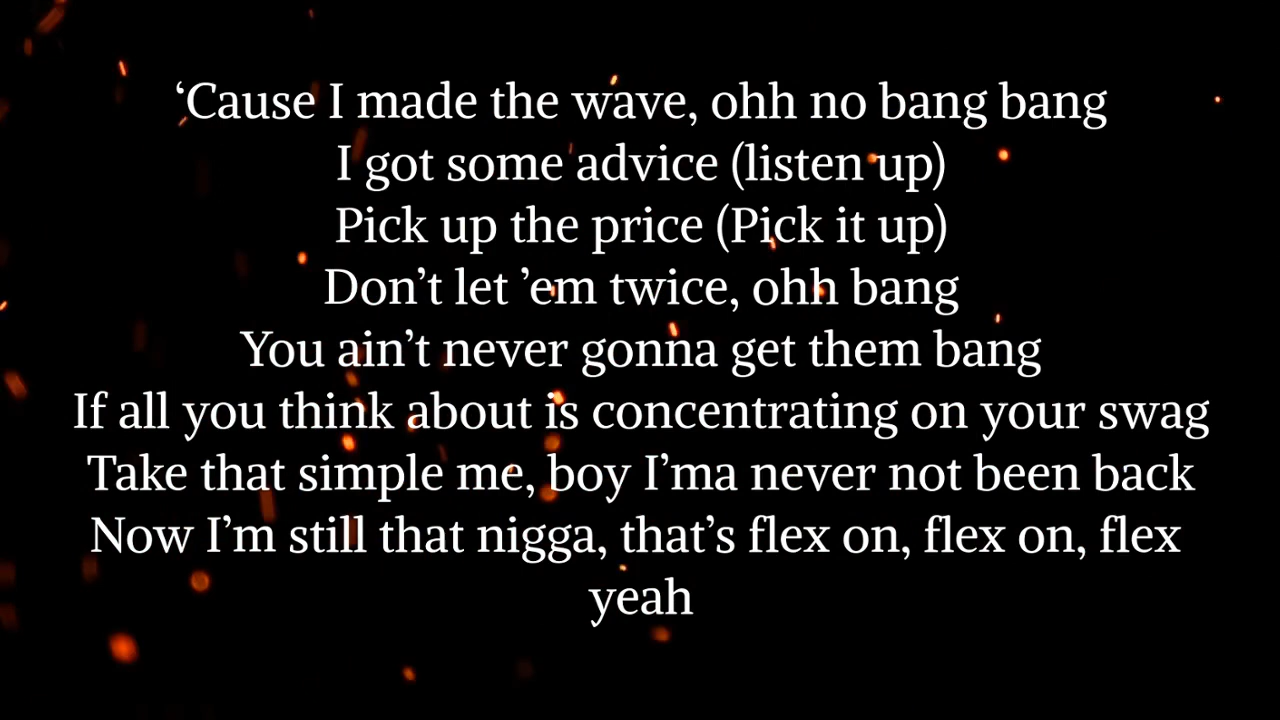 ‘Cause I made the wave, ohh no bang bang
I got some advice (listen up)
Pick up the price (Pick it up)
Don’t let ’em twice, ohh bang
You ain’t never gonna get them bang
If all you think about is concentrating on your swag
Take that simple me, boy I’ma never not been back
Now I’m still that nigga, that’s flex on, flex on, flex
yeah